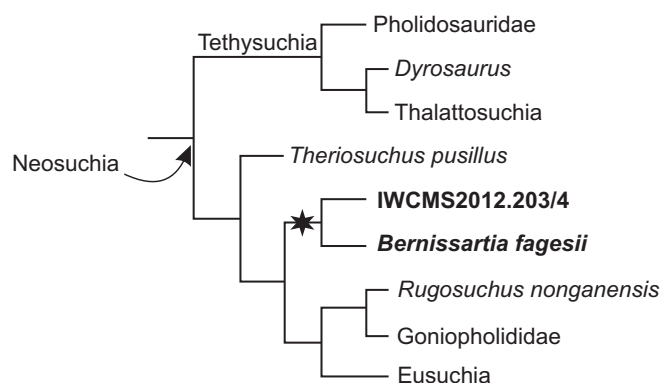 Pholidosauridae
Tethysuchia
Dyrosaurus
Thalattosuchia
Neosuchia
Theriosuchus pusillus
IWCMS2012.203/4
Bernissartia fagesii
Rugosuchus nonganensis
Goniopholididae
Eusuchia